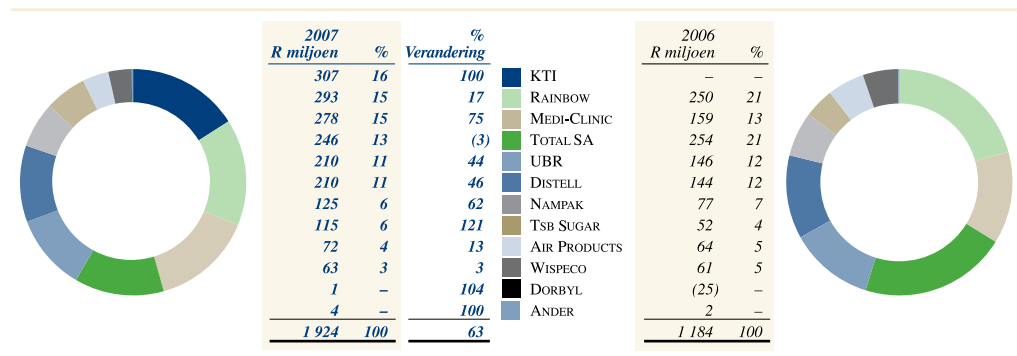 2007 % 2006
R miljoen % Verandering R miljoen %
307 16 100 KTI – –
293 15 17 RAINBOW 250 21
278 15 75 MEDI-CLINIC 159 13
246 13 (3) TOTAL SA 254 21
210 11 44 UBR 146 12
210 11 46 DISTELL 144 12
125 6 62 NAMPAK 77 7
115 6 121 TSB SUGAR 52 4
72 4 13 AIR PRODUCTS 64 5
63 3 3 WISPECO 61 5
1 – 104 DORBYL (25) –
4 – 100 ANDER 2 –
1 924 100 63 1 184 100